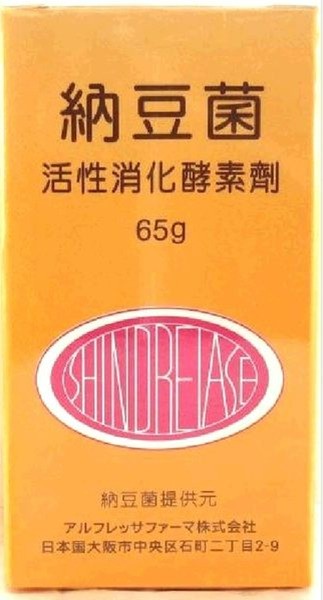 納豆菌
活性消化酵素劑
65g
SHINDRELASE
納豆菌提供元
アルフレッサファーマ株式会社
日本国大阪市中央区石町二丁目2-9